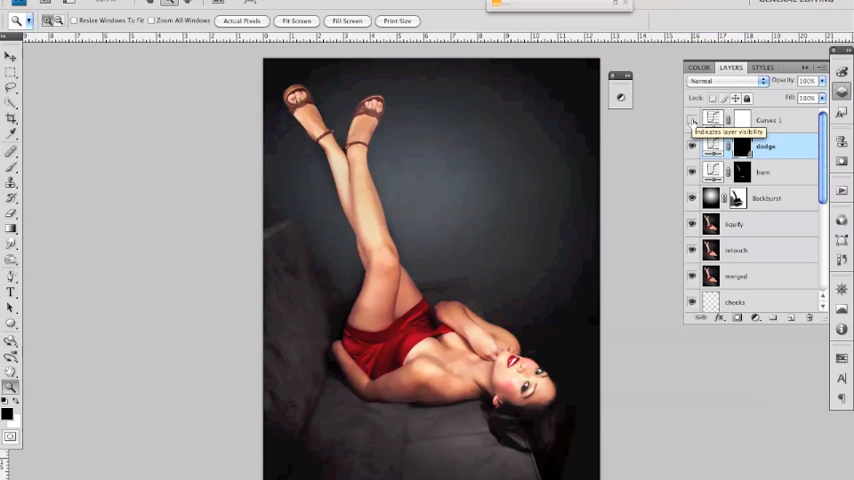 GENERAL EDITING
Resize Windows To Fit Zoom All Windows Actual Pixels Fit Screen Fill Screen Print Size
COLOR LAYERS STYLES
Normal Opacity: 100%
Lock: Fill: 100%
Curves 1
Indicates layer visibility
dodge
burn
Backburst
liquify
retouch
merged
cheeks